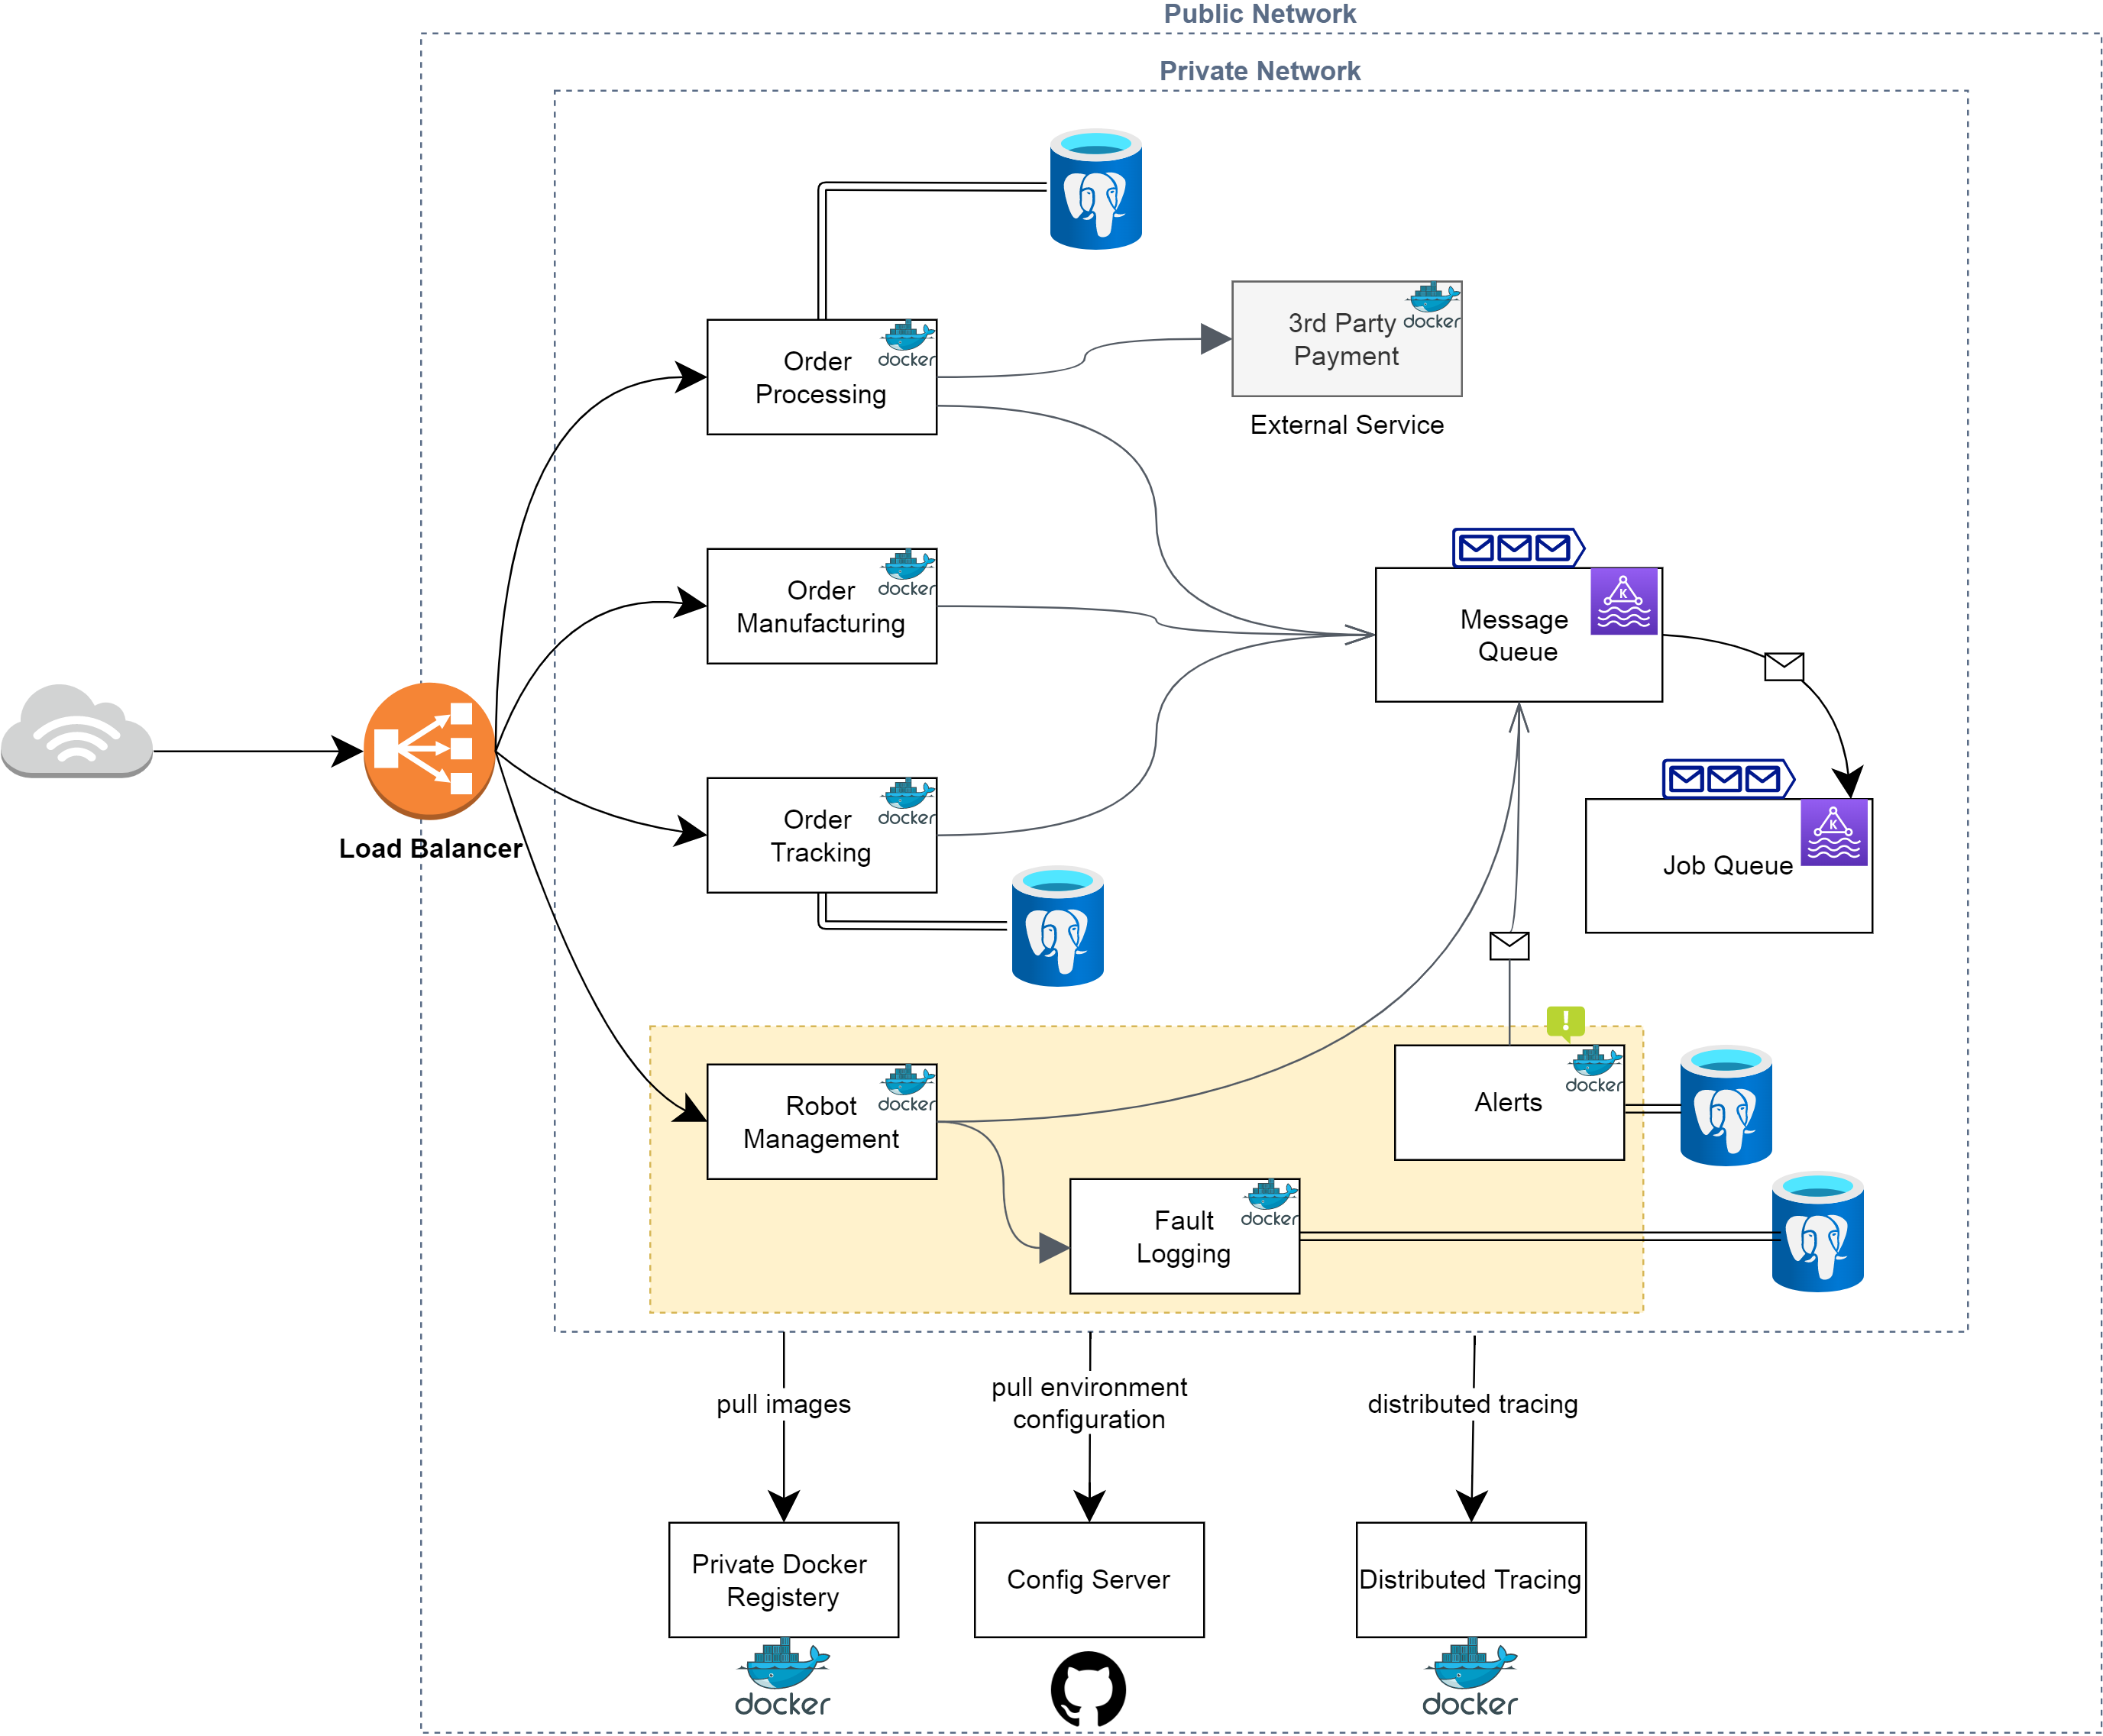 Public Network
Private Network
docker
3rd Party
Payment
External Service
docker
Order
Processing
docker
Order
Manufacturing
K
Message
Queue
Load Balancer
docker
Order
Tracking
K
Job Queue
docker
Robot
Management
docker
!
Alerts
docker
Fault
Logging
pull images
pull environment
configuration
distributed tracing
Private Docker
Registery
Config Server
Distributed Tracing
docker
docker